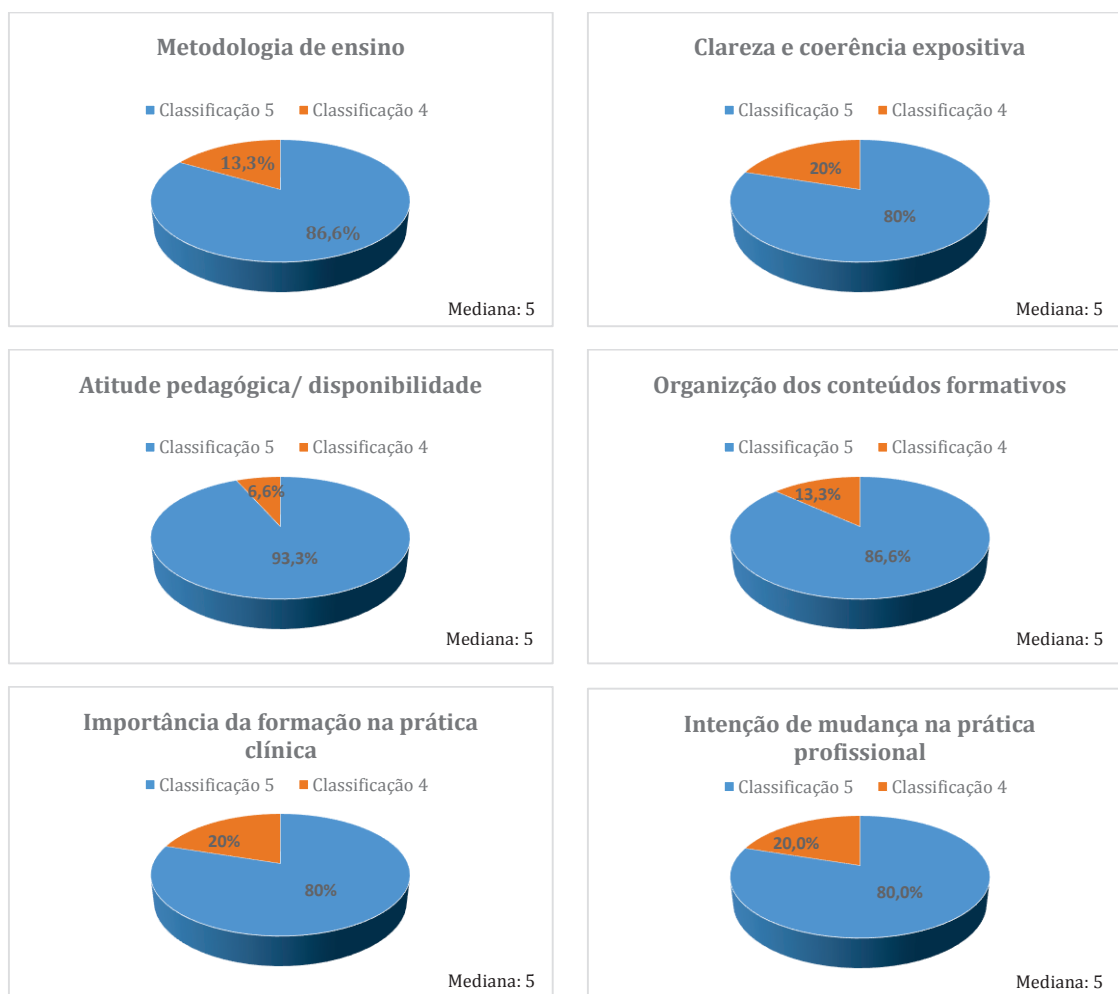 Metodologia de ensino
Classificação 5 Classificação 4
13,3%
86,6%
Mediana: 5
Clareza e coerência expositiva
Classificação 5 Classificação 4
20%
80%
Mediana: 5
Atitude pedagógica/ disponibilidade
Classificação 5 Classificação 4
6,6%
93,3%
Mediana: 5
Organizção dos conteúdos formativos
Classificação 5 Classificação 4
13,3%
86,6%
Mediana: 5
Importância da formação na prática
clínica
Classificação 5 Classificação 4
20%
80%
Mediana: 5
Intenção de mudança na prática
profissional
Classificação 5 Classificação 4
20,0%
80,0%
Mediana: 5